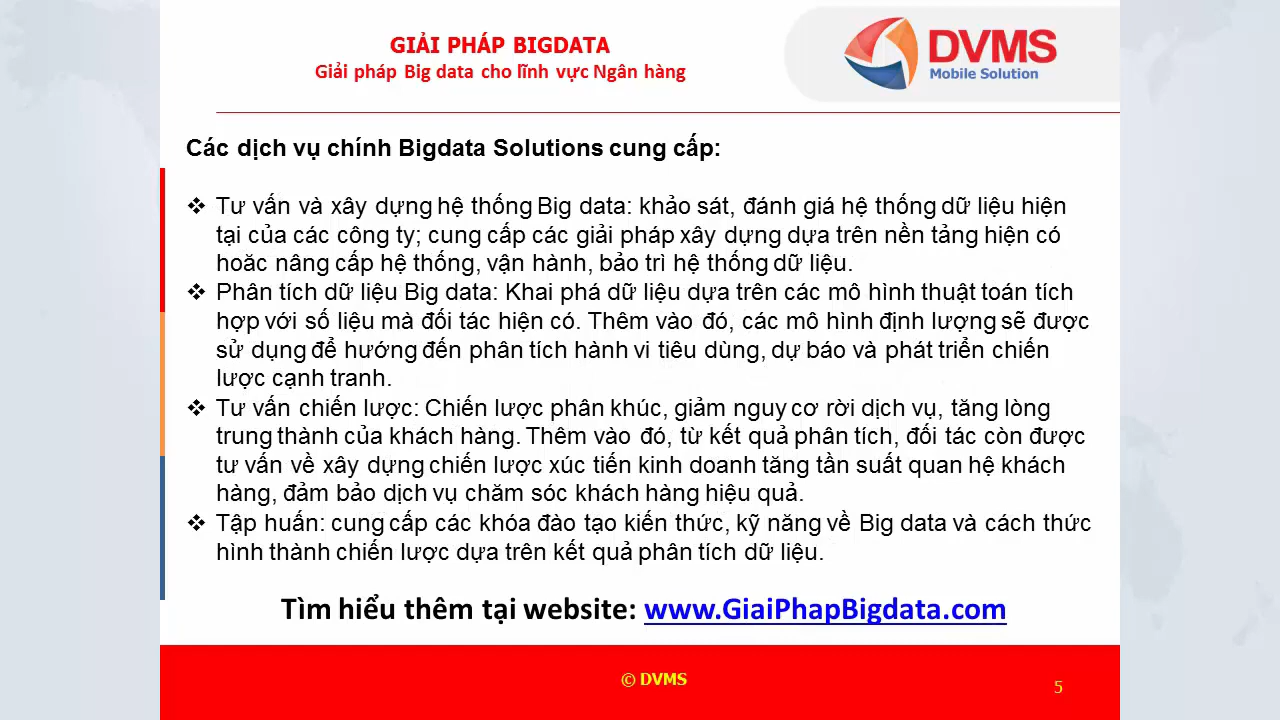 GIẢI PHÁP BIGDATA
Giải pháp Big data cho lĩnh vực Ngân hàng
DVMS
Mobile Solution
Các dịch vụ chính Bigdata Solutions cung cấp:
❖ Tư vấn và xây dựng hệ thống Big data: khảo sát, đánh giá hệ thống dữ liệu hiện
tại của các công ty; cung cấp các giải pháp xây dựng dựa trên nền tảng hiện có
hoăc nâng cấp hệ thống, vận hành, bảo trì hệ thống dữ liệu.
❖ Phân tích dữ liệu Big data: Khai phá dữ liệu dựa trên các mô hình thuật toán tích
hợp với số liệu mà đối tác hiện có. Thêm vào đó, các mô hình định lượng sẽ được
sử dụng để hướng đến phân tích hành vi tiêu dùng, dự báo và phát triển chiến
lược cạnh tranh.
❖ Tư vấn chiến lược: Chiến lược phân khúc, giảm nguy cơ rời dịch vụ, tăng lòng
trung thành của khách hàng. Thêm vào đó, từ kết quả phân tích, đối tác còn được
tư vấn về xây dựng chiến lược xúc tiến kinh doanh tăng tần suất quan hệ khách
hàng, đảm bảo dịch vụ chăm sóc khách hàng hiệu quả.
❖ Tập huấn: cung cấp các khóa đào tạo kiến thức, kỹ năng về Big data và cách thức
hình thành chiến lược dựa trên kết quả phân tích dữ liệu.
Tìm hiểu thêm tại website: www.GiaiPhapBigdata.com
© DVMS
5